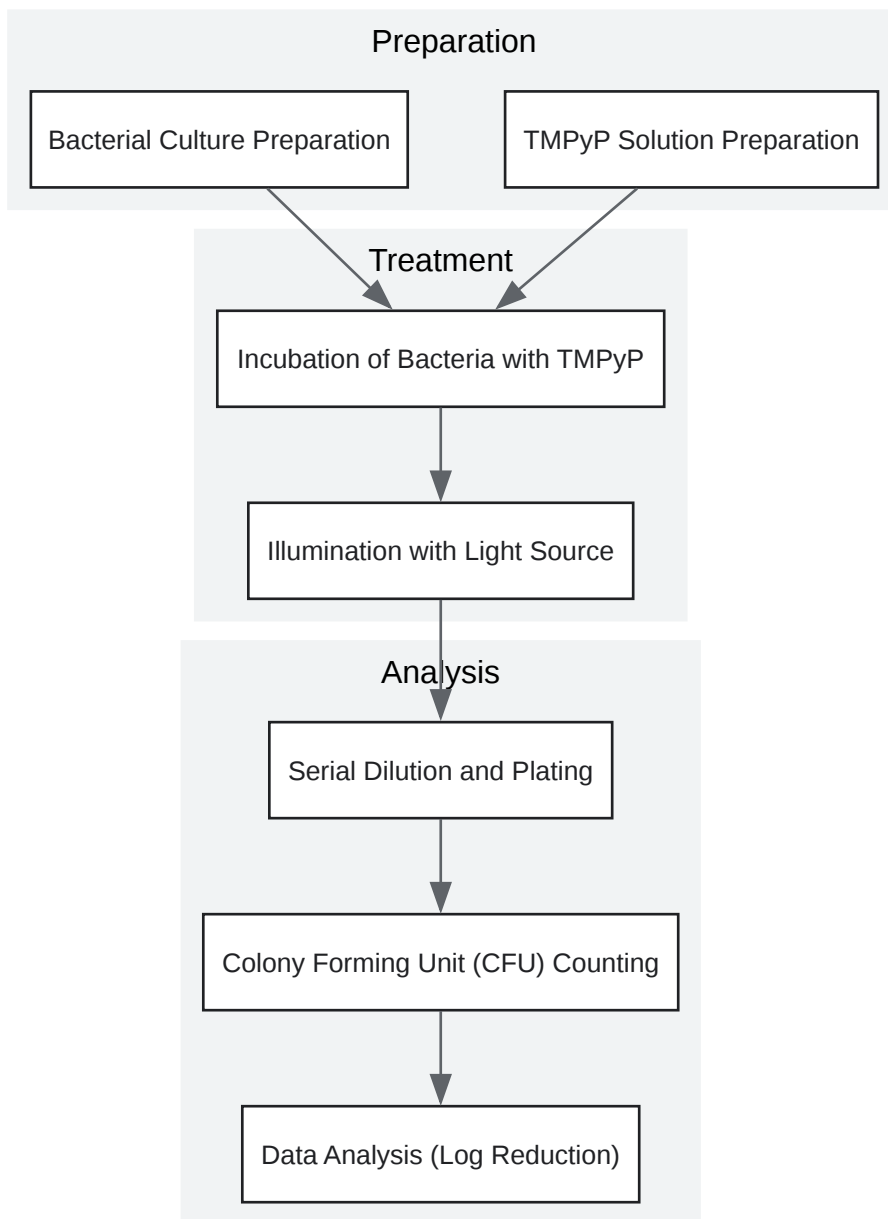 Preparation
Bacterial Culture Preparation
TMPyP Solution Preparation
Treatment
Incubation of Bacteria with TMPyP
Illumination with Light Source
Analysis
Serial Dilution and Plating
Colony Forming Unit (CFU) Counting
Data Analysis (Log Reduction)